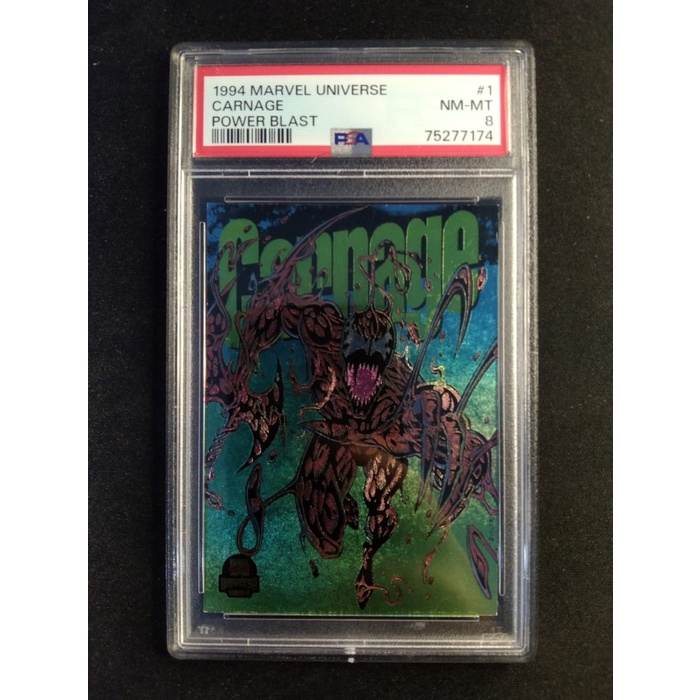 1994 MARVEL UNIVERSE #1
CARNAGE NM-MT
POWER BLAST 8
PSA 75277174
Carnage